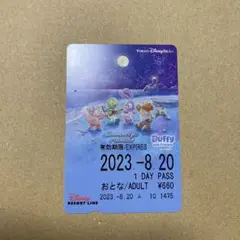 TOKYO DISNEY RESORT
Duffy
有効期限/EXPIRES
2023 -8.20
1 DAY PASS
おとな/ADULT ¥660
Disney
RESORT LINE
2023 -8.20 10 1475